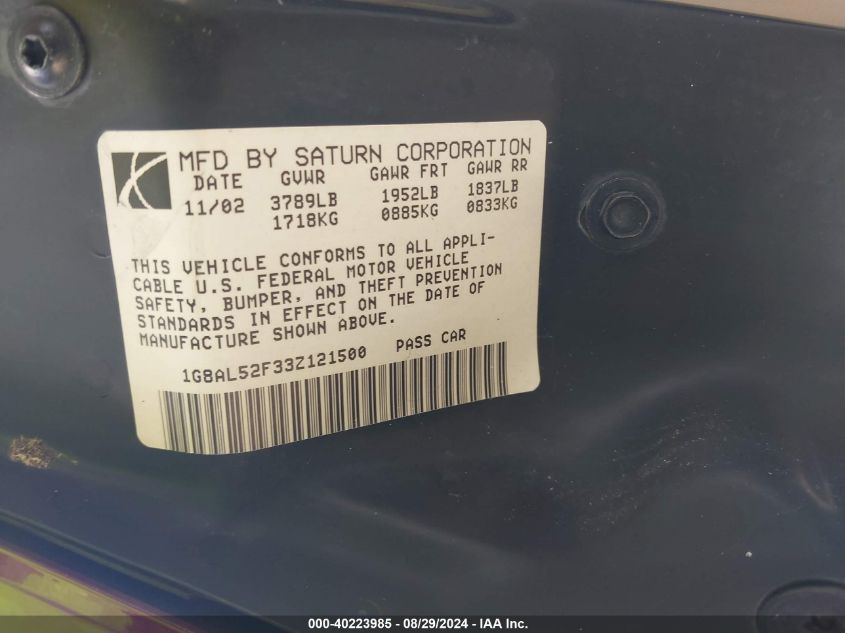 MFD BY SATURN CORPORATION
DATE GVWR GAWR FRT GAWR RR
11/02 3789LB 1952LB 1837LB
1718KG 0885KG 0833KG
THIS VEHICLE CONFORMS TO ALL APPLI-
CABLE U.S. FEDERAL MOTOR VEHICLE
SAFETY, BUMPER, AND THEFT PREVENTION
STANDARDS IN EFFECT ON THE DATE OF
MANUFACTURE SHOWN ABOVE.
1G8AL52F33Z121500 PASS CAR
000-40223985 | 08/29/2024 - IAA Inc.